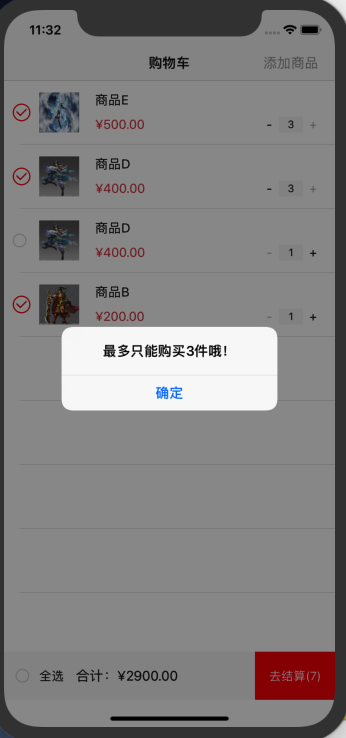 11:32
购物车 添加商品
商品E
¥500.00 - 3 +
商品D
¥400.00 - 3 +
商品D
¥400.00 - 1 +
商品B
¥200.00 - 1 +
最多只能购买3件哦！
确定
全选 合计：¥2900.00 去结算(7)